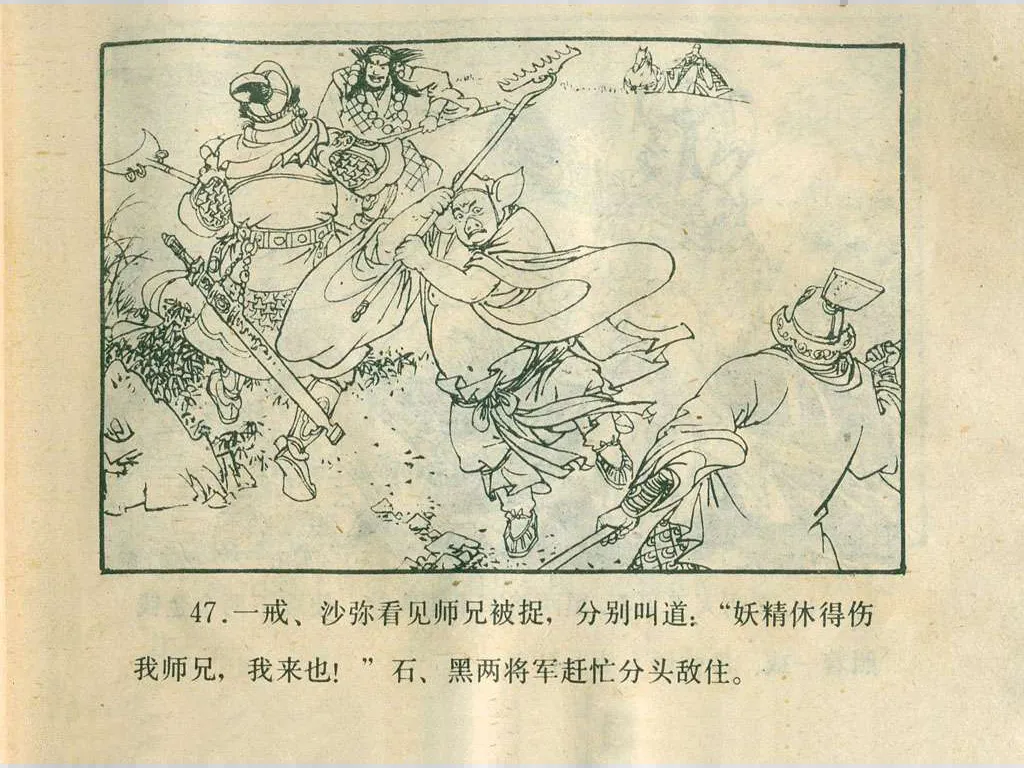 47.一戒、沙弥看见师兄被捉，分别叫道：“妖精休得伤
我师兄，我来也！”石、黑两将军赶忙分头敌住。